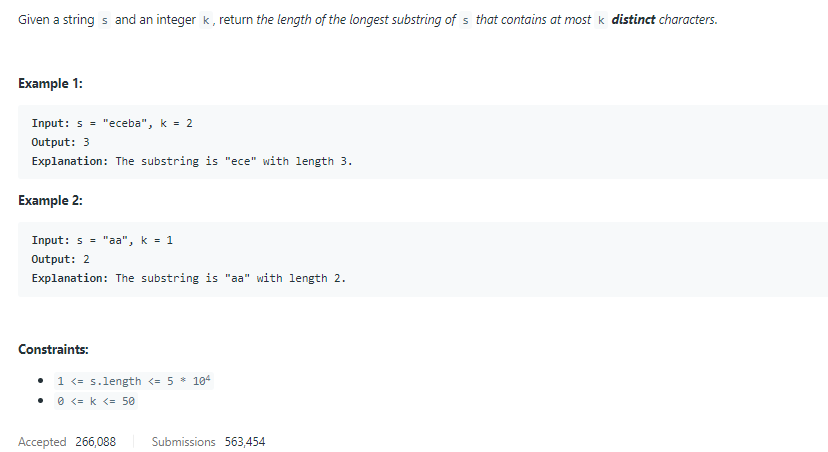 Given a string s and an integer k, return the length of the longest substring of s that contains at most k distinct characters.
Example 1:
Input: s = "eceba", k = 2
Output: 3
Explanation: The substring is "ece" with length 3.
Example 2:
Input: s = "aa", k = 1
Output: 2
Explanation: The substring is "aa" with length 2.
Constraints:
• 1 <= s.length <= 5 * 10⁴
• 0 <= k <= 50
Accepted 266,088 | Submissions 563,454